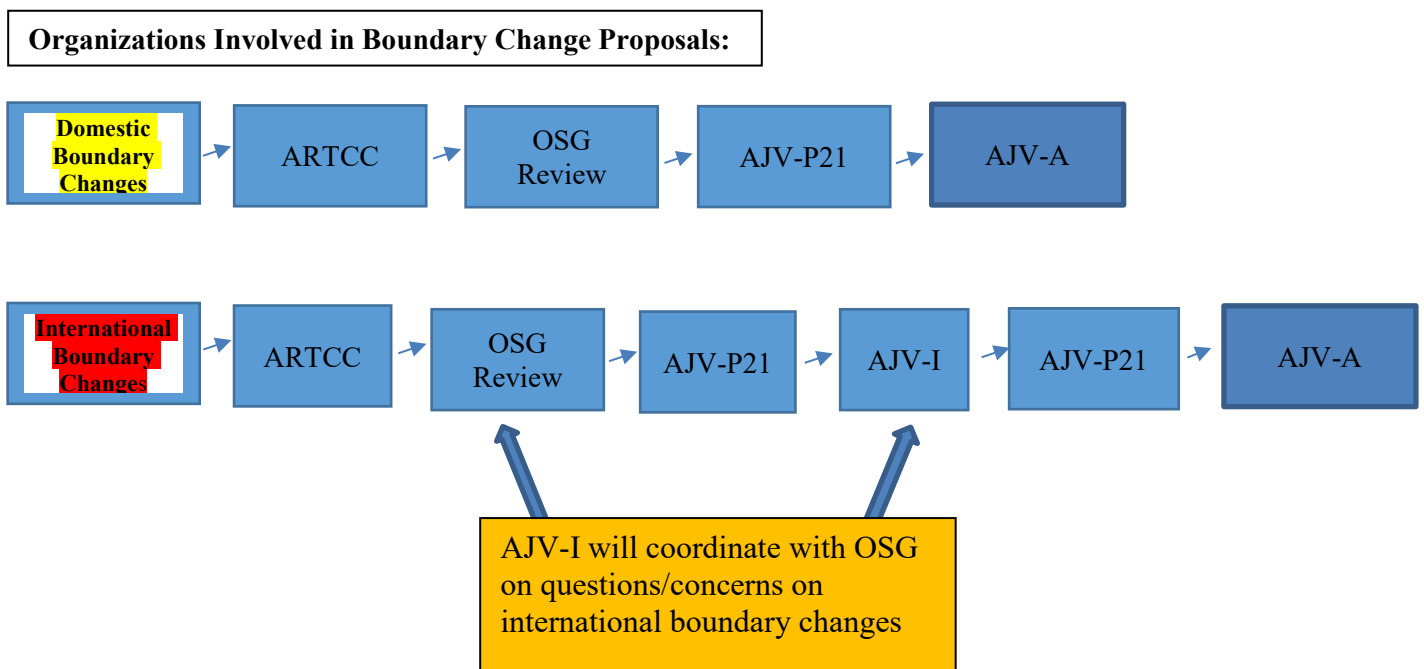 Organizations Involved in Boundary Change Proposals:
Domestic
Boundary
Changes
ARTCC
OSG
Review
AJV-P21
AJV-A
International
Boundary
Changes
ARTCC
OSG
Review
AJV-P21
AJV-I
AJV-P21
AJV-A
AJV-I will coordinate with OSG
on questions/concerns on
international boundary changes